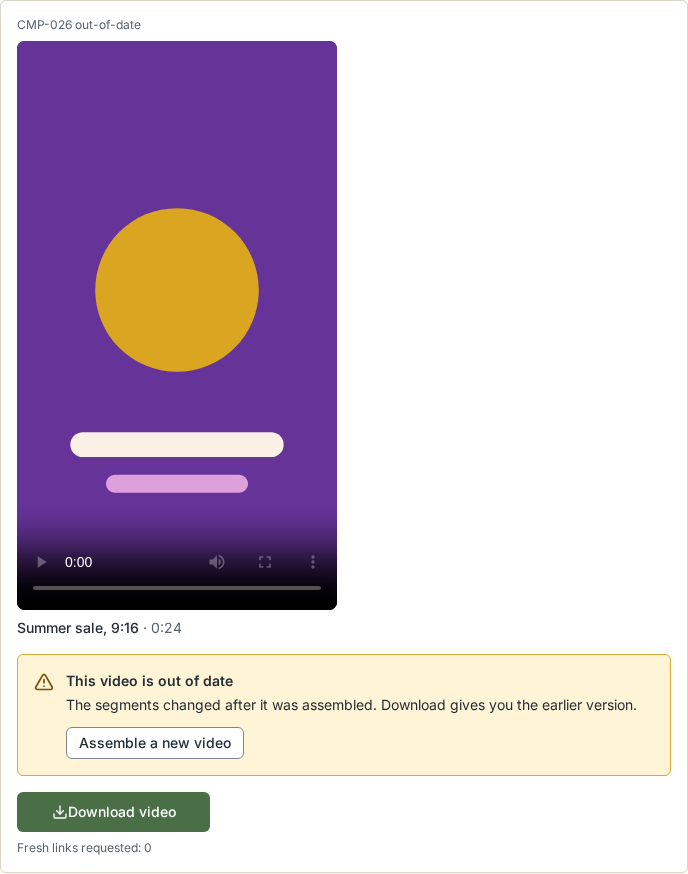 CMP-026 out-of-date
0:00
Summer sale, 9:16 · 0:24
This video is out of date
The segments changed after it was assembled. Download gives you the earlier version.
Assemble a new video
Download video
Fresh links requested: 0